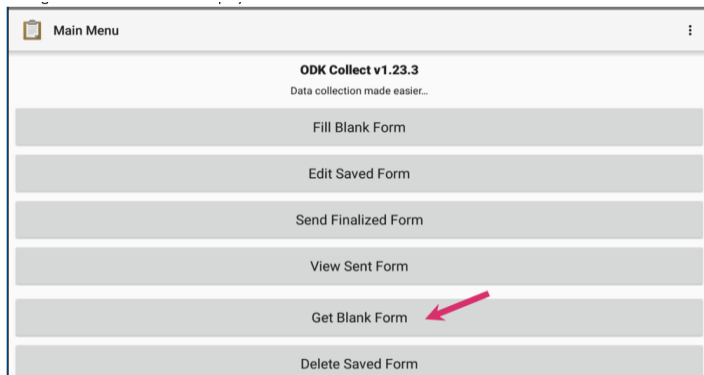 Main Menu
ODK Collect v1.23.3
Data collection made easier...
Fill Blank Form
Edit Saved Form
Send Finalized Form
View Sent Form
Get Blank Form
Delete Saved Form